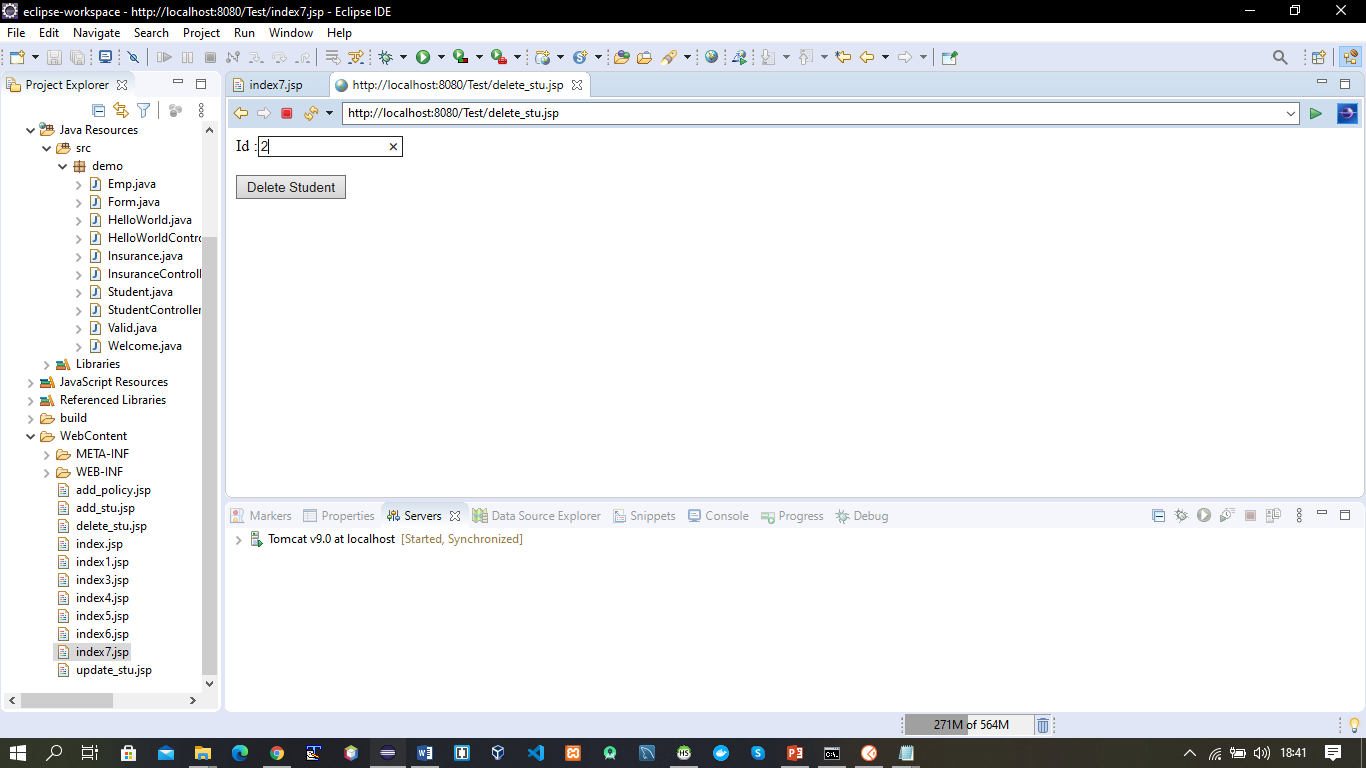 eclipse-workspace - http://localhost:8080/Test/index7.jsp - Eclipse IDE
File Edit Navigate Search Project Run Window Help
Project Explorer
index7.jsp
http://localhost:8080/Test/delete_stu.jsp
http://localhost:8080/Test/delete_stu.jsp
Java Resources
src
demo
Emp.java
Form.java
HelloWorld.java
HelloWorldContro
Insurance.java
InsuranceControll
Student.java
StudentController
Valid.java
Welcome.java
Libraries
JavaScript Resources
Referenced Libraries
build
WebContent
META-INF
WEB-INF
add_policy.jsp
add_stu.jsp
delete_stu.jsp
index.jsp
index1.jsp
index3.jsp
index4.jsp
index5.jsp
index6.jsp
index7.jsp
update_stu.jsp
Id :2
Delete Student
Markers Properties Servers Data Source Explorer Snippets Console Progress Debug
Tomcat v9.0 at localhost [Started, Synchronized]
271M of 564M
18:41